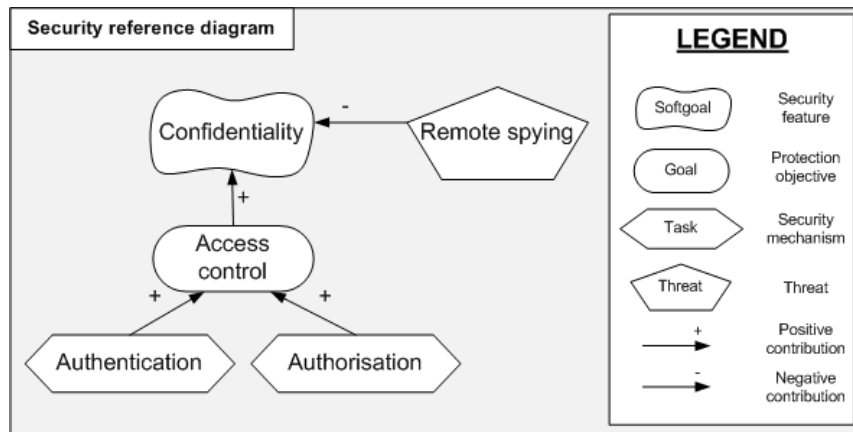 Security reference diagram
Confidentiality
-
Remote spying
+
Access
control
+
+
Authentication
Authorisation
LEGEND
Softgoal
Security
feature
Goal
Protection
objective
Task
Security
mechanism
Threat
Threat
+
Positive
contribution
-
Negative
contribution